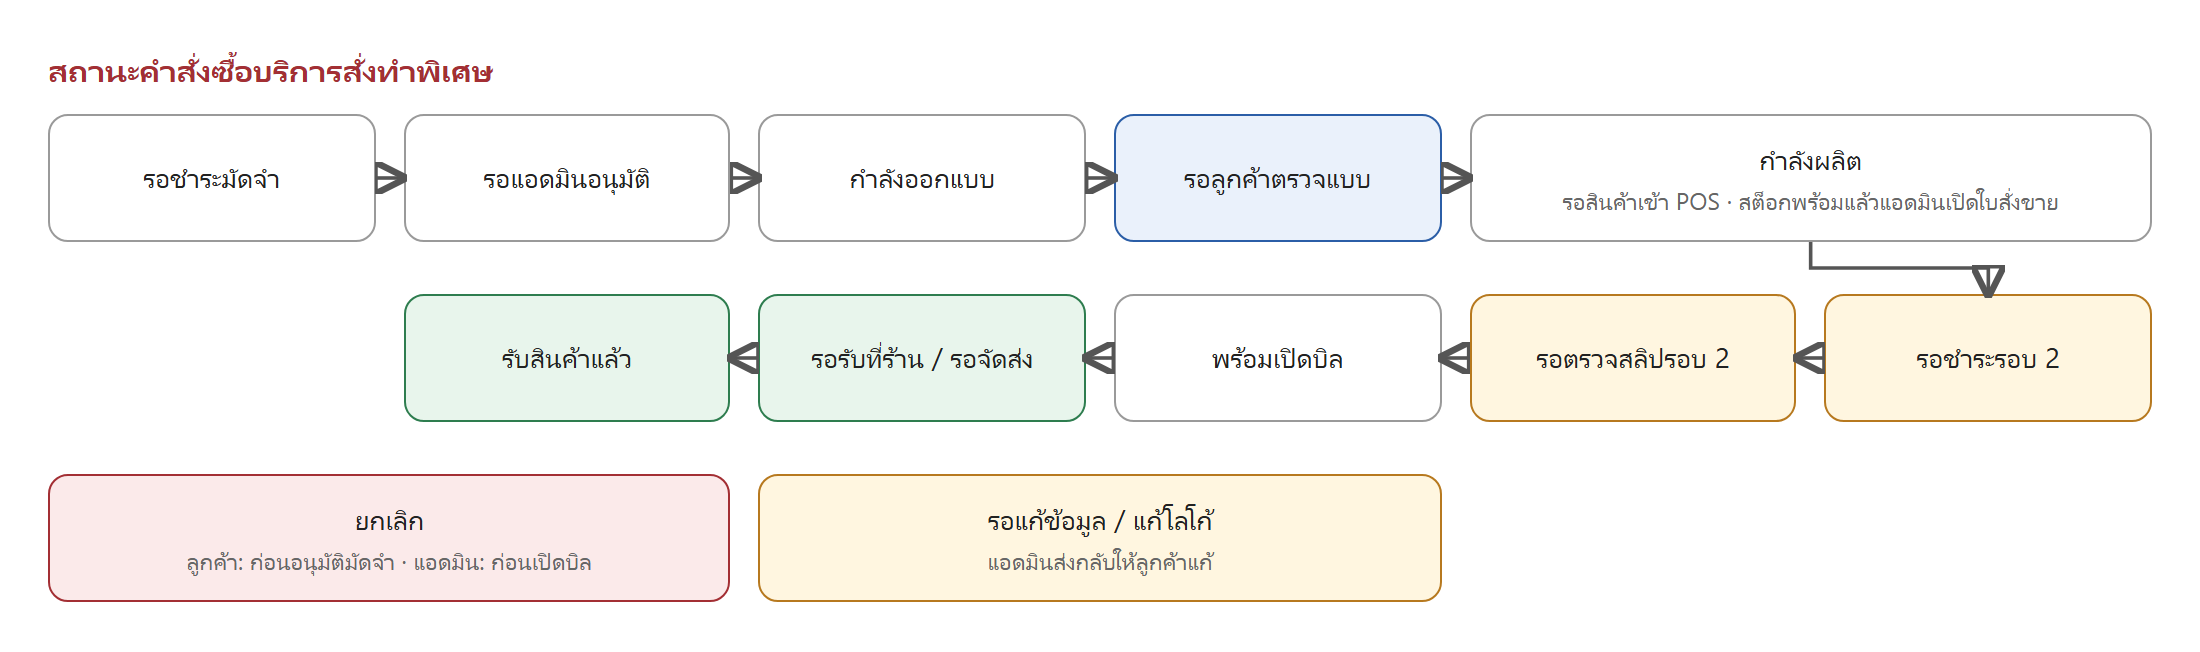 สถานะคำสั่งซื้อบริการสั่งทำพิเศษ
รอชำระมัดจำ
รอแอดมินอนุมัติ
กำลังออกแบบ
รอลูกค้าตรวจแบบ
กำลังผลิต
รอสินค้าเข้า POS · สต็อกพร้อมแล้วแอดมินเปิดใบสั่งขาย
รับสินค้าแล้ว
รอรับที่ร้าน / รอจัดส่ง
พร้อมเปิดบิล
รอตรวจสลิปรอบ 2
รอชำระรอบ 2
ยกเลิก
ลูกค้า: ก่อนอนุมัติมัดจำ · แอดมิน: ก่อนเปิดบิล
รอแก้ข้อมูล / แก้โลโก้
แอดมินส่งกลับให้ลูกค้าแก้